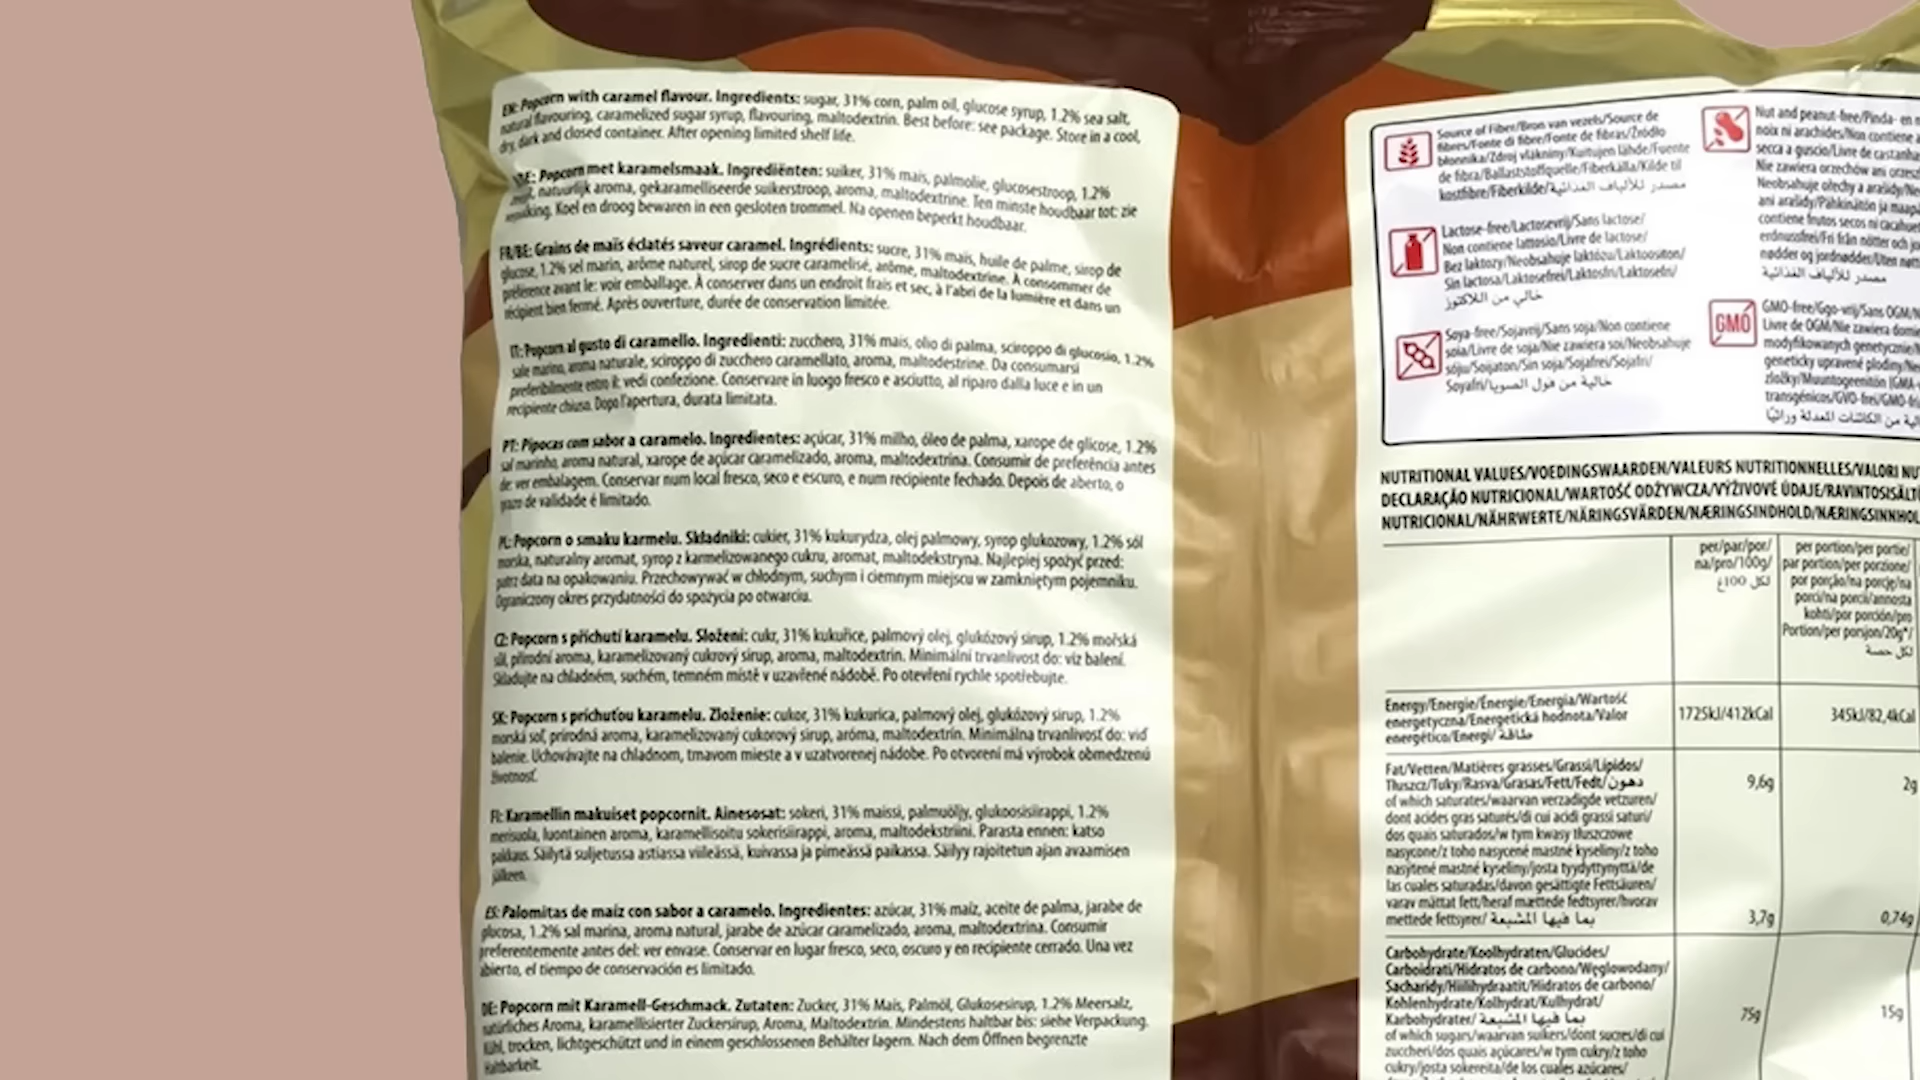 EN: Popcorn with caramel flavour. Ingredients: sugar, 31% corn, palm oil, glucose syrup, 1.2% sea salt,
natural flavouring, caramelized sugar syrup, flavouring, maltodextrin. Best before: see package. Store in a cool,
dry, dark and closed container. After opening limited shelf life.
Popcorn met karamelsmaak. Ingrediënten: suiker, 31% mais, palmolie, glucosestroop, 1.2%
natuurlijk aroma, gekaramelliseerde suikerstroop, aroma, maltodextrine. Ten minste houdbaar tot: zie
Koel en droog bewaren in een gesloten trommel. Na openen beperkt houdbaar.
FR/BE: Grains de maïs éclatés saveur caramel. Ingrédients: sucre, 31% maïs, huile de palme, sirop de
glucose, 1.2% sel marin, arôme naturel, sirop de sucre caramelisé, arôme, maltodextrine. À consommer de
préférence avant le: voir emballage. À conserver dans un endroit frais et sec, à l'abri de la lumière et dans un
récipient bien fermé. Après ouverture, durée de conservation limitée.
IT: Popcorn al gusto di caramello. Ingredienti: zucchero, 31% mais, olio di palma, sciroppo di glucosio, 1.2%
sale marino, aroma naturale, sciroppo di zucchero caramellato, aroma, maltodestrine. Da consumarsi
preferibilmente entro il: vedi confezione. Conservare in luogo fresco e asciutto, al riparo dalla luce e in un
recipiente chiuso. Dopo l'apertura, durata limitata.
PT: Pipocas com sabor a caramelo. Ingredientes: açúcar, 31% milho, óleo de palma, xarope de glicose, 1.2%
sal marinho, aroma natural, xarope de açúcar caramelizado, aroma, maltodextrina. Consumir de preferência antes
de: ver embalagem. Conservar num local fresco, seco e escuro, e num recipiente fechado. Depois de aberto, o
prazo de validade é limitado.
PL: Popcorn o smaku karmelu. Składniki: cukier, 31% kukurydza, olej palmowy, syrop glukozowy, 1.2% sól
morska, naturalny aromat, syrop z karmelizowanego cukru, aromat, maltodekstryna. Najlepiej spożyć przed:
patrz data na opakowaniu. Przechowywać w chłodnym, suchym i ciemnym miejscu w zamkniętym pojemniku.
Ograniczony okres przydatności do spożycia po otwarciu.
CZ: Popcorn s příchutí karamelu. Složení: cukr, 31% kukuřice, palmový olej, glukózový sirup, 1.2% mořská
sůl, přírodní aroma, karamelizovaný cukrový sirup, aroma, maltodextrin. Minimální trvanlivost do: viz balení.
Skladujte na chladném, suchém, temném místě v uzavřené nádobě. Po otevření rychle spotřebujte.
SK: Popcorn s príchuťou karamelu. Zloženie: cukor, 31% kukurica, palmový olej, glukózový sirup, 1.2%
morská soľ, prírodná aroma, karamelizovaný cukorový sirup, aróma, maltodextrín. Minimálna trvanlivosť do: viď
balenie. Uchovávajte na chladnom, tmavom mieste a v uzatvorenej nádobe. Po otvorení má výrobok obmedzenú
životnosť.
FI: Karamellin makuiset popcornit. Ainesosat: sokeri, 31% maissi, palmuöljy, glukoosisiirappi, 1.2%
merisuola, luontainen aroma, karamellisoitu sokerisiirappi, aroma, maltodekstriini. Parasta ennen: katso
pakkaus. Säilytä suljetussa astiassa viileässä, kuivassa ja pimeässä paikassa. Säilyy rajoitetun ajan avaamisen
jälkeen.
ES: Palomitas de maíz con sabor a caramelo. Ingredientes: azúcar, 31% maíz, aceite de palma, jarabe de
glucosa, 1.2% sal marina, aroma natural, jarabe de azúcar caramelizado, aroma, maltodextrina. Consumir
preferentemente antes del: ver envase. Conservar en lugar fresco, seco, oscuro y en recipiente cerrado. Una vez
abierto, el tiempo de conservación es limitado.
DE: Popcorn mit Karamell-Geschmack. Zutaten: Zucker, 31% Mais, Palmöl, Glukosesirup, 1.2% Meersalz,
natürliches Aroma, karamellisierter Zuckersirup, Aroma, Maltodextrin. Mindestens haltbar bis: siehe Verpackung.
Kühl, trocken, lichtgeschützt und in einem geschlossenen Behälter lagern. Nach dem Öffnen begrenzte
Haltbarkeit.
Source of Fiber/Bron van vezels/Source de
fibres/Fonte di fibre/Fonte de fibras/Źródło
błonnika/Zdroj vlákniny/Kuitujen lähde/Fuente
de fibra/Ballaststoffquelle/Fiberkälla/Kilde til
kostfibre/Fiberkilde/مصدر للألياف الغذائية
Lactose-free/Lactosevrij/Sans lactose/
Non contiene lattosio/Livre de lactose/
Bez laktozy/Neobsahuje laktózu/Laktoositon/
Sin lactosa/Laktosefrei/Laktosfri/Laktosefri/
خالي من اللاكتوز
Soya-free/Sojavrij/Sans soja/Non contiene
soia/Livre de soja/Nie zawiera soi/Neobsahuje
sóju/Soijaton/Sin soja/Sojafrei/Sojafri/
Soyafri/خالية من فول الصويا
Nut and peanut-free/Pinda- en
noix ni arachides/Non contiene
secca a guscio/Livre de
Nie zawiera orzechów ani
Neobsahuje ořechy a arašídy/
ani arašidy/Pähkinätön ja
contiene frutos secos ni
erdnussfrei/Fri från nötter och
nødder og jordnødder/Uten
مصدر للألياف الغذائية
GMO
GMO-free/Ggo-vrij/Sans OGM/
Livre de OGM/Nie zawiera
modyfikowanych genetycznie/
geneticky upravené plodiny/
zložky/Muuntogeenitön (GMA-
transgénicos/GVO-frei/GMO-
من الكائنات المعدلة وراثيًا
NUTRITIONAL VALUES/VOEDINGSWAARDEN/VALEURS NUTRITIONNELLES/VALORI
DECLARAÇÃO NUTRICIONAL/WARTOŚĆ ODŻYWCZA/VÝŽIVOVÉ ÚDAJE/
NUTRICIONAL/NÄHRWERTE/NÄRINGSVÄRDEN/NÆRINGSINDHOLD/
per/par/por/
na/pro/100g/
لكل 100غ
per portion/per portie/
par portion/per porzione/
por porção/na porcję/na
porci/na porcii/annosta
kohti/por porción/pro
Portion/per porsjon/20g*/
لكل حصة
Energy/Energie/Énergie/Energia/Wartość
energetyczna/Energetická hodnota/Valor
energético/Energi/ طاقة
1725kJ/412kCal
345kJ/82,4kCal
Fat/Vetten/Matières grasses/Grassi/Lípidos/
Tłuszcz/Tuky/Rasva/Grasas/Fett/Fedt/دهون
of which saturates/waarvan verzadigde vetzuren/
dont acides gras saturés/di cui acidi grassi saturi/
dos quais saturados/w tym kwasy tłuszczowe
nasycone/z toho nasycené mastné kyseliny/z toho
nasýtené mastné kyseliny/josta tyydyttynyttä/de
las cuales saturadas/davon gesättigte Fettsäuren/
varav mättat fett/heraf mættede fedtsyrer/hvorav
mettede fettsyrer/ بما فيها المشبعة
9,6g
2g
3,7g
0,74g
Carbohydrate/Koolhydraten/Glucides/
Carboidrati/Hidratos de carbono/Węglowodany/
Sacharidy/Hiilihydraatit/Hidratos de carbono/
Kohlenhydrate/Kolhydrat/Kulhydrat/
Karbohydrater/ بما فيها المشبعة
75g
15g
of which sugars/waarvan suikers/dont sucres/di cui
zuccheri/dos quais açúcares/w tym cukry/z toho
cukry/josta sokereita/de los cuales azúcares/